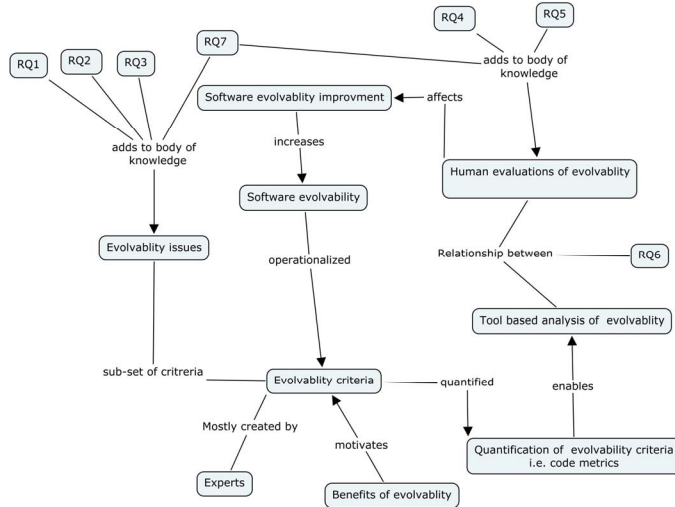 RQ4
RQ5
RQ7
RQ1
RQ2
RQ3
adds to body of
knowledge
Software evolvablity improvment
affects
adds to body of
knowledge
increases
Human evaluations of evolvablity
Software evolvability
Evolvablity issues
operationalized
Relationship between
RQ6
Tool based analysis of evolvablity
sub-set of critreria
Evolvablity criteria
quantified
enables
Mostly created by
motivates
Quantification of evolvability criteria
i.e. code metrics
Experts
Benefits of evolvablity